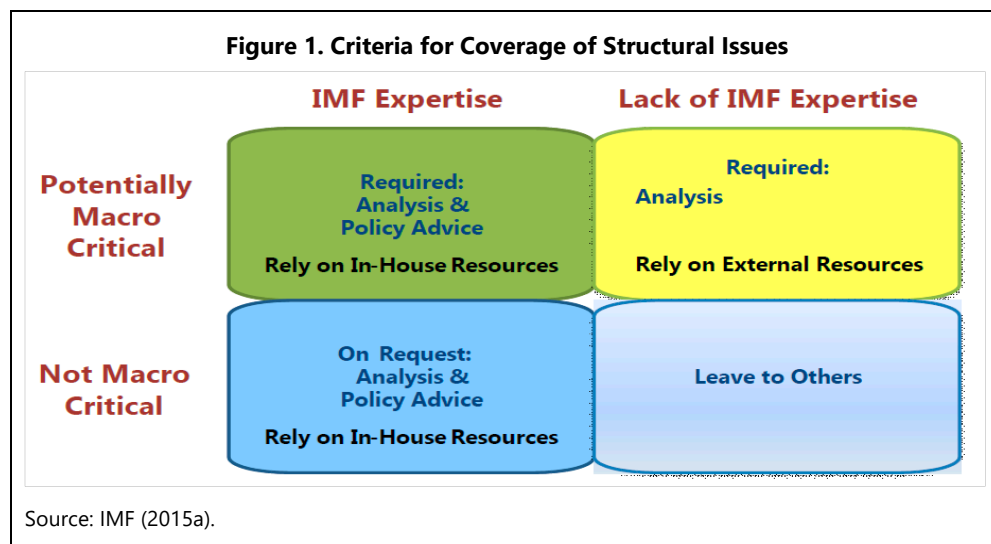 Figure 1. Criteria for Coverage of Structural Issues
IMF Expertise
Lack of IMF Expertise
Potentially
Macro
Critical
Required:
Analysis &
Policy Advice
Rely on In-House Resources
Required:
Analysis
Rely on External Resources
Not Macro
Critical
On Request:
Analysis &
Policy Advice
Rely on In-House Resources
Leave to Others
Source: IMF (2015a).